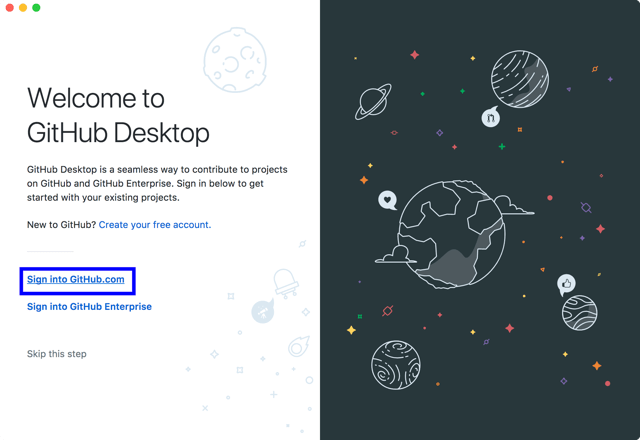 Welcome to
GitHub Desktop
GitHub Desktop is a seamless way to contribute to projects
on GitHub and GitHub Enterprise. Sign in below to get
started with your existing projects.
New to GitHub? Create your free account.
Sign into GitHub.com
Sign into GitHub Enterprise
Skip this step